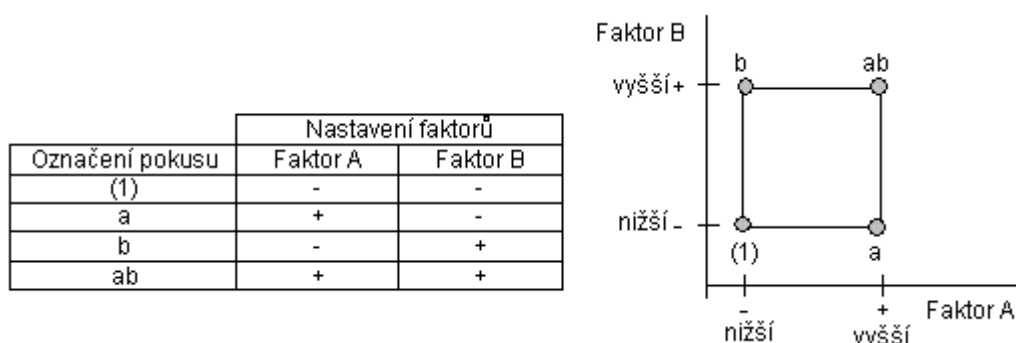 Nastavení faktorů
Označení pokusu Faktor A Faktor B
(1) - -
a + -
b - +
ab + +
Faktor B
b ab
vyšší +
nižší -
(1) a
- + Faktor A
nižší vyšší